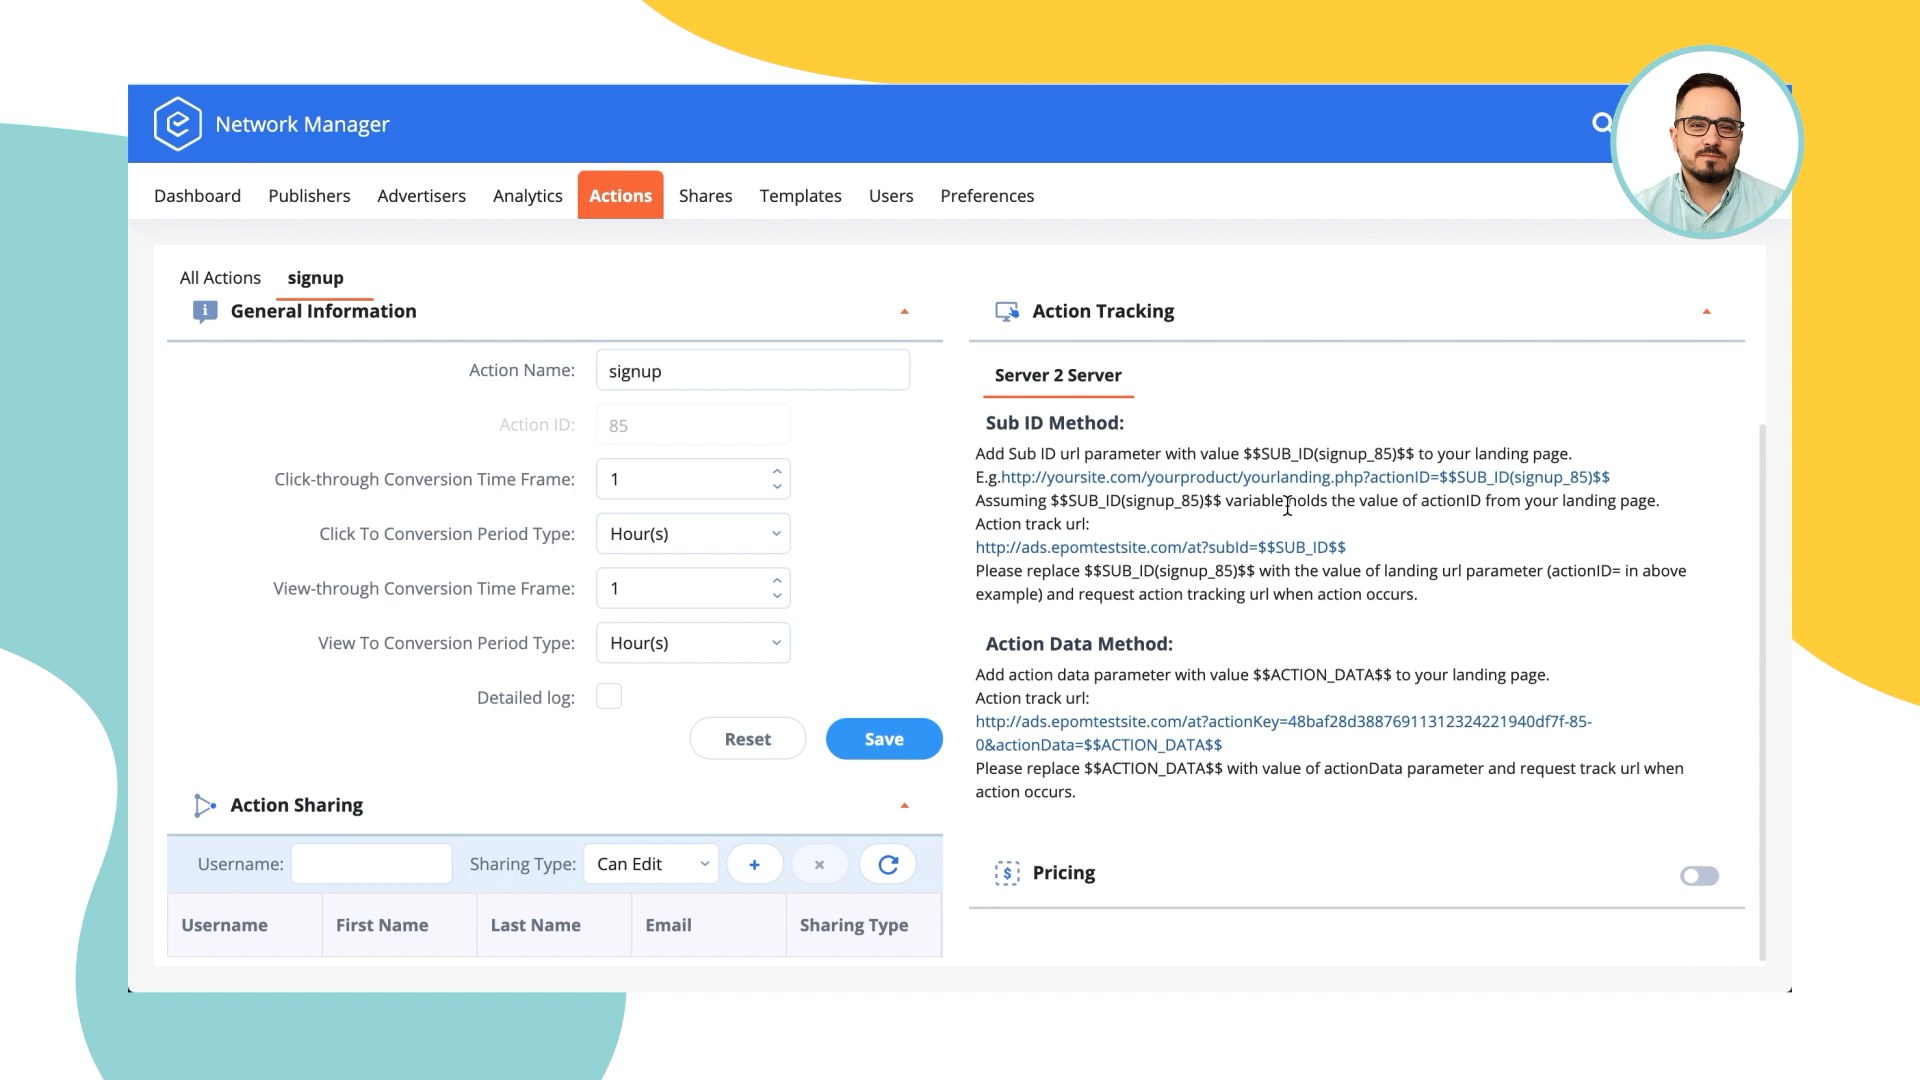 Network Manager
Dashboard Publishers Advertisers Analytics Actions Shares Templates Users Preferences
All Actions signup
General Information
Action Name: signup
Action ID: 85
Click-through Conversion Time Frame: 1
Click To Conversion Period Type: Hour(s)
View-through Conversion Time Frame: 1
View To Conversion Period Type: Hour(s)
Detailed log:
Reset Save
Action Sharing
Username: Sharing Type: Can Edit + ×
Username First Name Last Name Email Sharing Type
Action Tracking
Server 2 Server
Sub ID Method:
Add Sub ID url parameter with value $$SUB_ID(signup_85)$$ to your landing page.
E.g.http://yoursite.com/yourproduct/yourlanding.php?actionID=$$SUB_ID(signup_85)$$
Assuming $$SUB_ID(signup_85)$$ variable holds the value of actionID from your landing page.
Action track url:
http://ads.epomtestsite.com/at?subId=$$SUB_ID$$
Please replace $$SUB_ID(signup_85)$$ with the value of landing url parameter (actionID= in above
example) and request action tracking url when action occurs.
Action Data Method:
Add action data parameter with value $$ACTION_DATA$$ to your landing page.
Action track url:
http://ads.epomtestsite.com/at?actionKey=48baf28d38876911312324221940df7f-85-
0&actionData=$$ACTION_DATA$$
Please replace $$ACTION_DATA$$ with value of actionData parameter and request track url when
action occurs.
Pricing